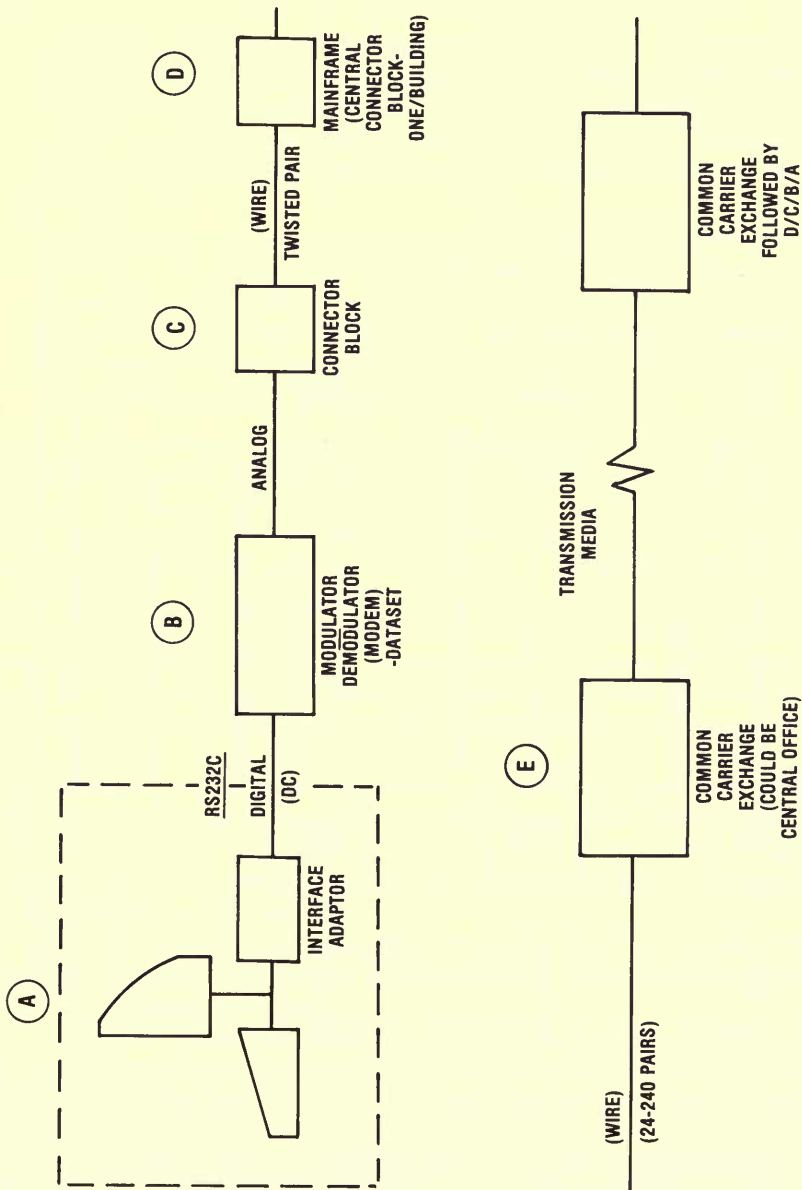 A
INTERFACE
ADAPTOR
RS232C
DIGITAL
(DC)
B
MODULATOR
DEMODULATOR
(MODEM)
-DATASET
ANALOG
C
CONNECTOR
BLOCK
(WIRE)
TWISTED PAIR
D
MAINFRAME
(CENTRAL
CONNECTOR
BLOCK-
ONE/BUILDING)
(WIRE)
(24-240 PAIRS)
E
COMMON
CARRIER
EXCHANGE
(COULD BE
CENTRAL OFFICE)
TRANSMISSION
MEDIA
COMMON
CARRIER
EXCHANGE
FOLLOWED BY
D/C/B/A